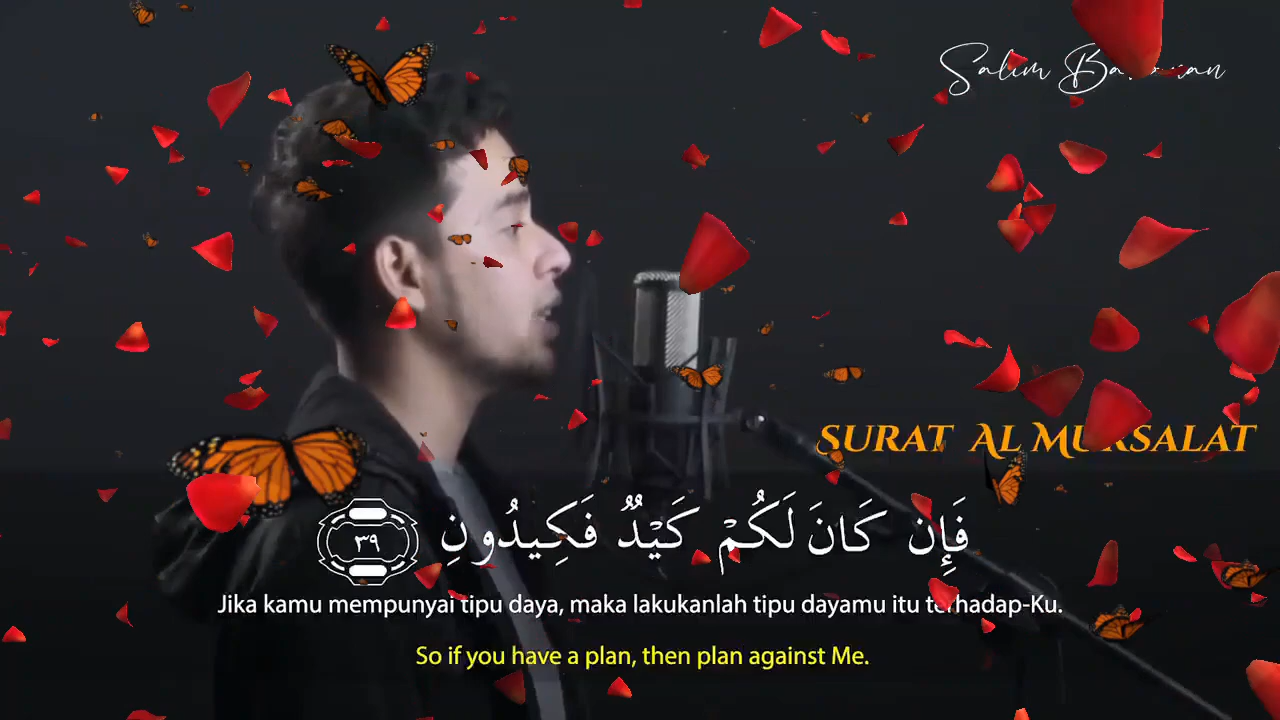 Salim
SURAT AL MURSALAT
فَإِن كَانَ لَكُمْ كَيْدٌ فَكِيدُونِ ٣٩
Jika kamu mempunyai tipu daya, maka lakukanlah tipu dayamu itu terhadap-Ku.
So if you have a plan, then plan against Me.